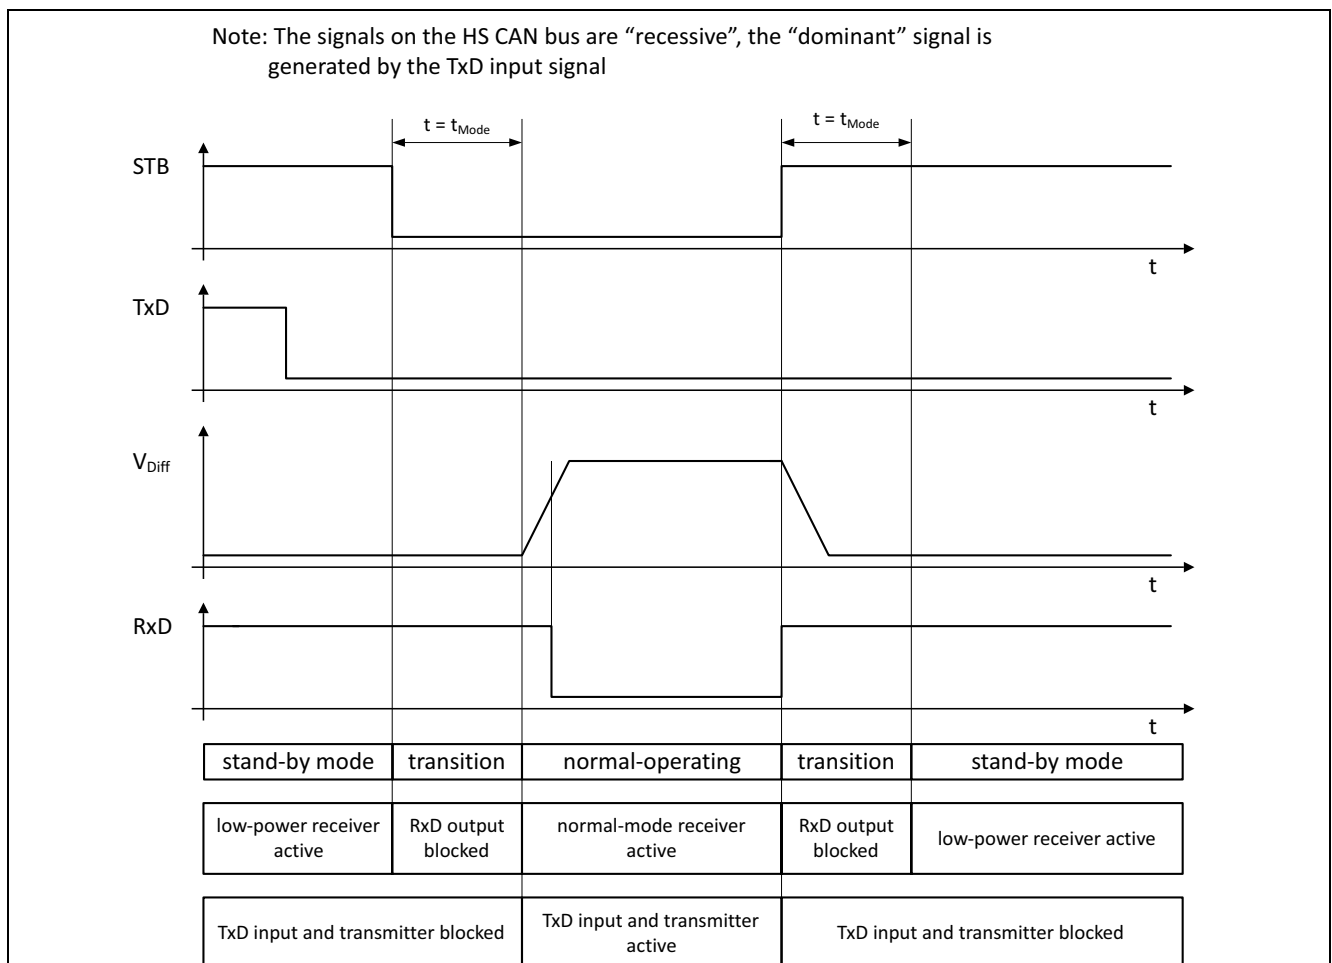 Note: The signals on the HS CAN bus are “recessive”, the “dominant” signal is
generated by the TxD input signal
t = tMode
t = tMode
STB
t
TxD
t
VDiff
t
RxD
t
stand-by mode
transition
normal-operating
transition
stand-by mode
low-power receiver
active
RxD output
blocked
normal-mode receiver
active
RxD output
blocked
low-power receiver active
TxD input and transmitter blocked
TxD input and transmitter
active
TxD input and transmitter blocked